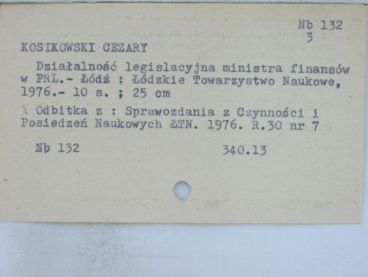 Nb 132
3
KOSIKOWSKI CEZARY
Działalność legislacyjna ministra finansów
w PRL.- Łódź : Łódzkie Towarzystwo Naukowe,
1976.- 10 s. ; 25 cm
\ Odbitka z : Sprawozdania z Czynności i
Posiedzeń Naukowych ŁTN. 1976. R.30 nr 7
Nb 132 340.13